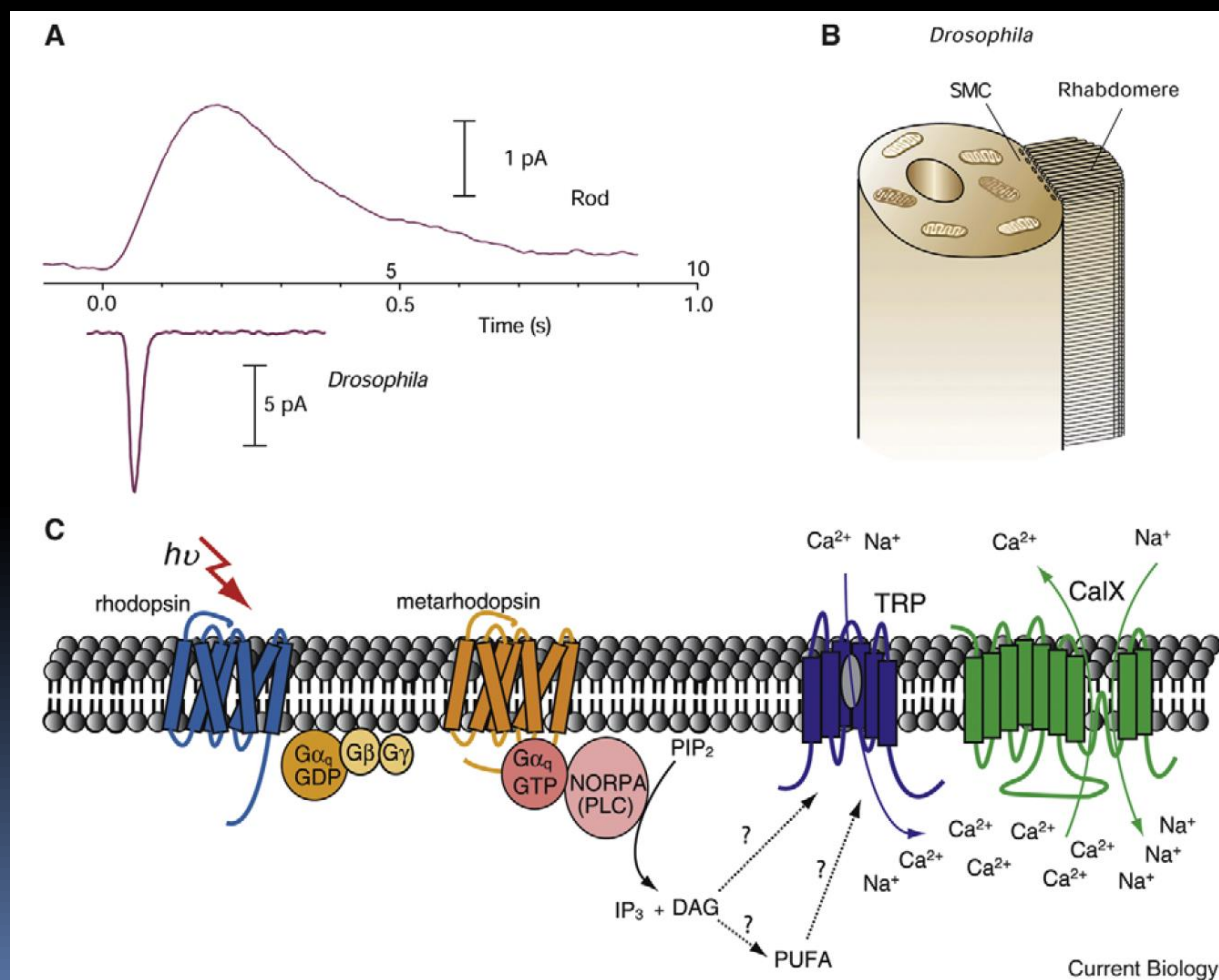 A
1 pA
Rod
5
10
0.0
0.5
1.0
Time (s)
Drosophila
5 pA
B
Drosophila
SMC
Rhabdomere
C
hυ
rhodopsin
metarhodopsin
Ca²⁺ Na⁺
TRP
Ca²⁺
Na⁺
CalX
Gαq
GDP
Gβ
Gγ
Gαq
GTP
NORPA
(PLC)
PIP₂
IP₃ + DAG
?
?
?
PUFA
Na⁺
Ca²⁺
Ca²⁺
Ca²⁺
Ca²⁺
Ca²⁺
Ca²⁺
Na⁺
Na⁺
Na⁺
Current Biology